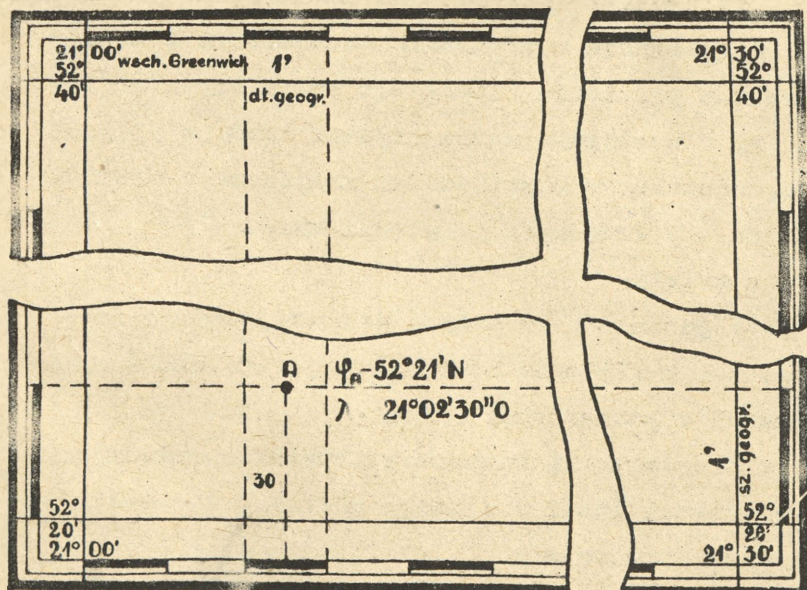 21° 00' wsch. Greenwich 1' 21° 30'
52° 52°
40' dł. geogr. 40'
A φA-52°21'N
λ 21°02'30"O
30
1' sz. geogr.
52° 52°
20' 20'
21° 00' 21° 30'